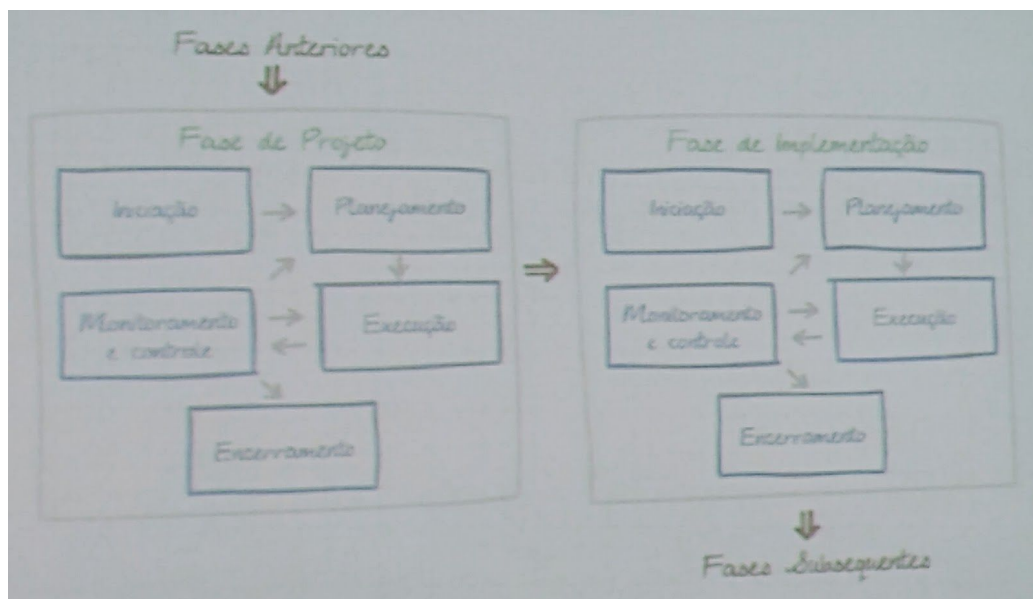 Fases Anteriores
Fase de Projeto
Iniciação
Planejamento
Monitoramento
e controle
Execução
Encerramento
Fase de Implementação
Iniciação
Planejamento
Monitoramento
e controle
Execução
Encerramento
Fases Subsequentes